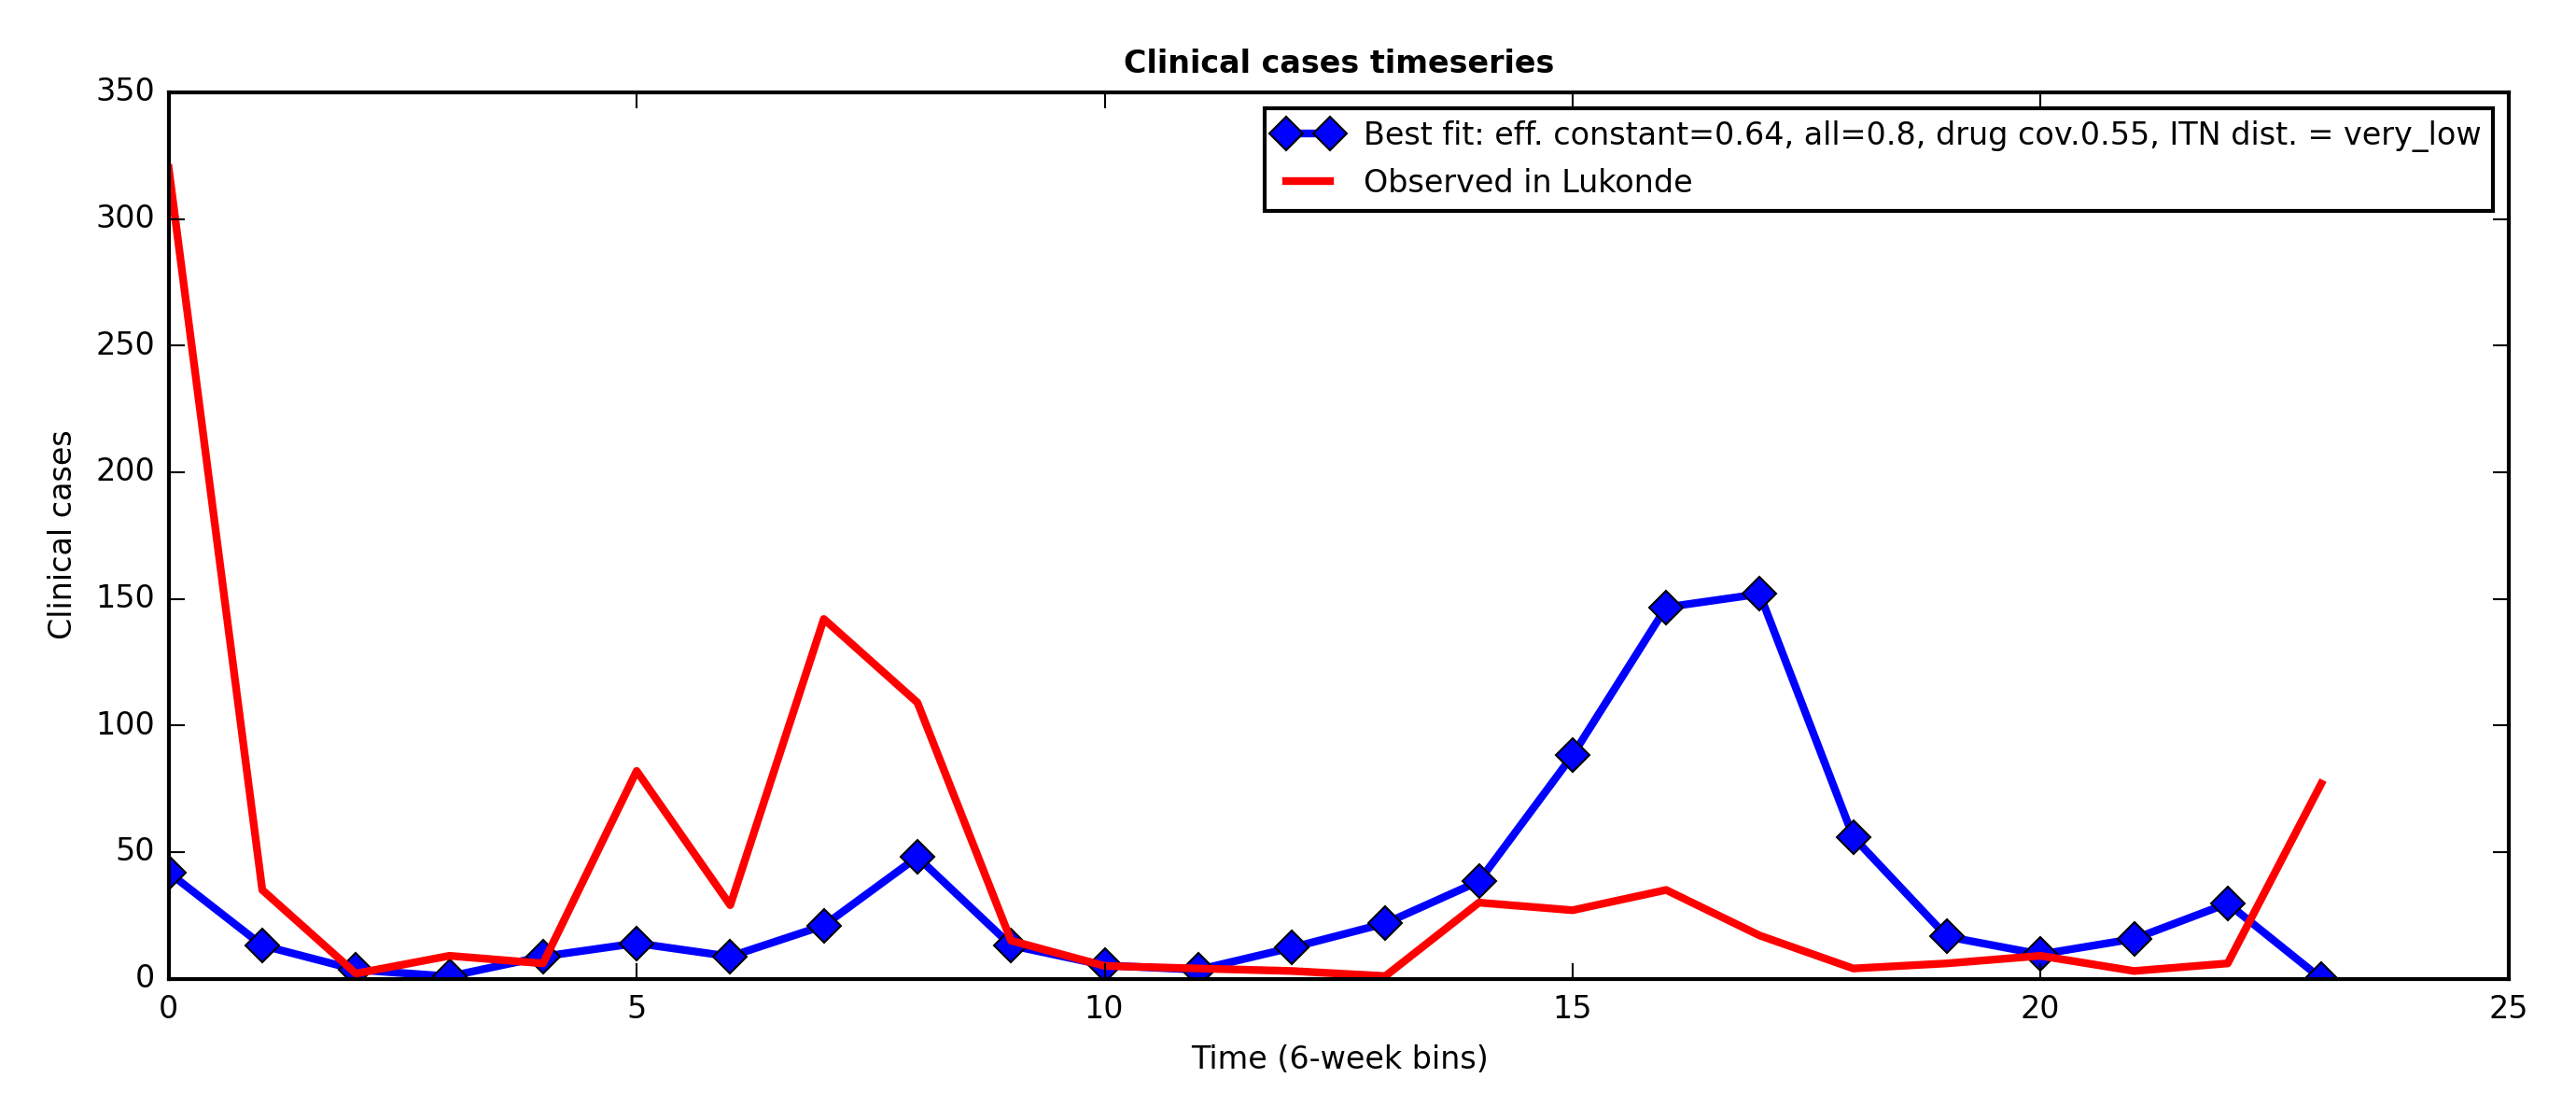 Clinical cases timeseries
350
300
250
200
150
100
50
0
Clinical cases
Best fit: eff. constant=0.64, all=0.8, drug cov.0.55, ITN dist. = very_low
Observed in Lukonde
0 5 10 15 20 25
Time (6-week bins)